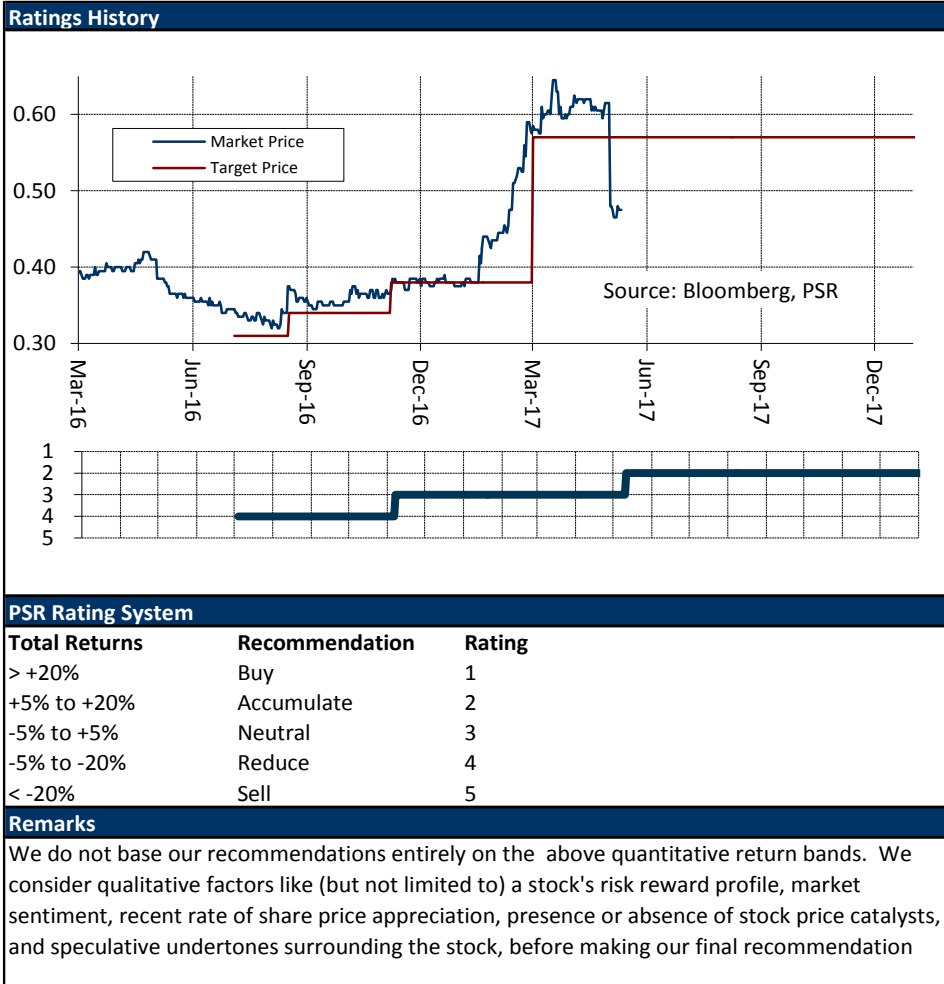 Ratings History
0.60
0.50
0.40
0.30
Market Price
Target Price
Source: Bloomberg, PSR
Mar-16
Jun-16
Sep-16
Dec-16
Mar-17
Jun-17
Sep-17
Dec-17
1
2
3
4
5
PSR Rating System
Total Returns Recommendation Rating
> +20% Buy 1
+5% to +20% Accumulate 2
-5% to +5% Neutral 3
-5% to -20% Reduce 4
< -20% Sell 5
Remarks
We do not base our recommendations entirely on the above quantitative return bands. We
consider qualitative factors like (but not limited to) a stock's risk reward profile, market
sentiment, recent rate of share price appreciation, presence or absence of stock price catalysts,
and speculative undertones surrounding the stock, before making our final recommendation